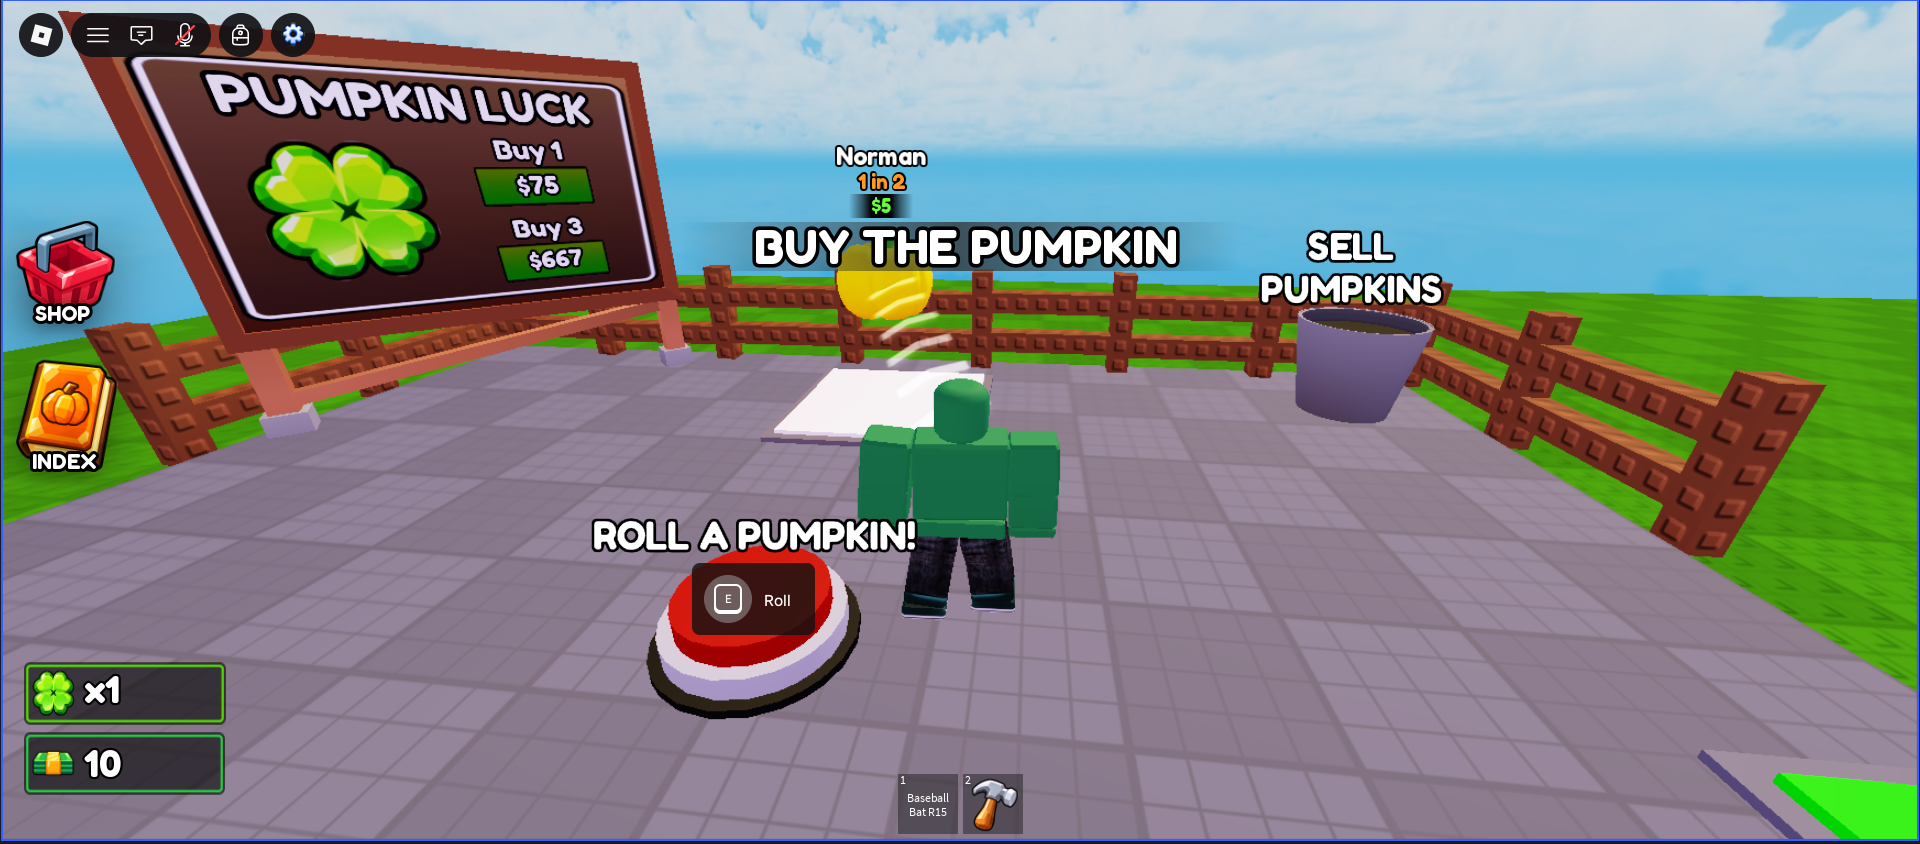 PUMPKIN LUCK
Buy 1
$75
Buy 3
$667
Norman
1 in 2
$5
BUY THE PUMPKIN
SELL
PUMPKINS
SHOP
INDEX
ROLL A PUMPKIN!
E
Roll
x1
10
1
Baseball
Bat R15
2